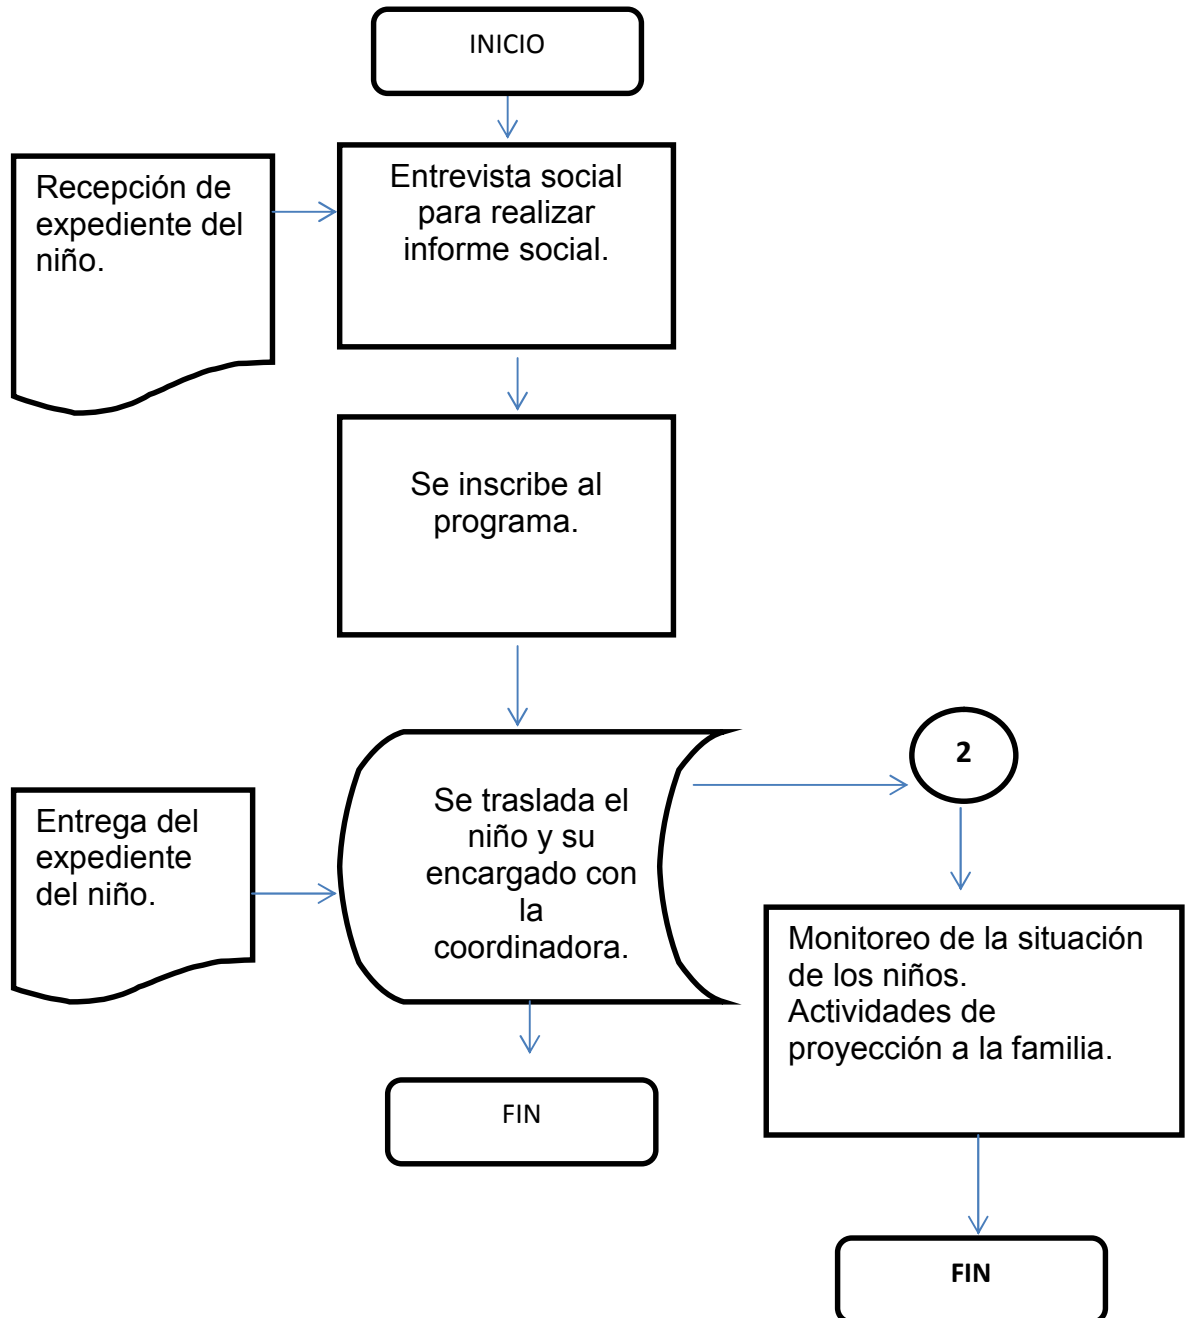 INICIO
Recepción de
expediente del
niño.
Entrevista social
para realizar
informe social.
Se inscribe al
programa.
Entrega del
expediente
del niño.
Se traslada el
niño y su
encargado con
la
coordinadora.
2
Monitoreo de la situación
de los niños.
Actividades de
proyección a la familia.
FIN
FIN